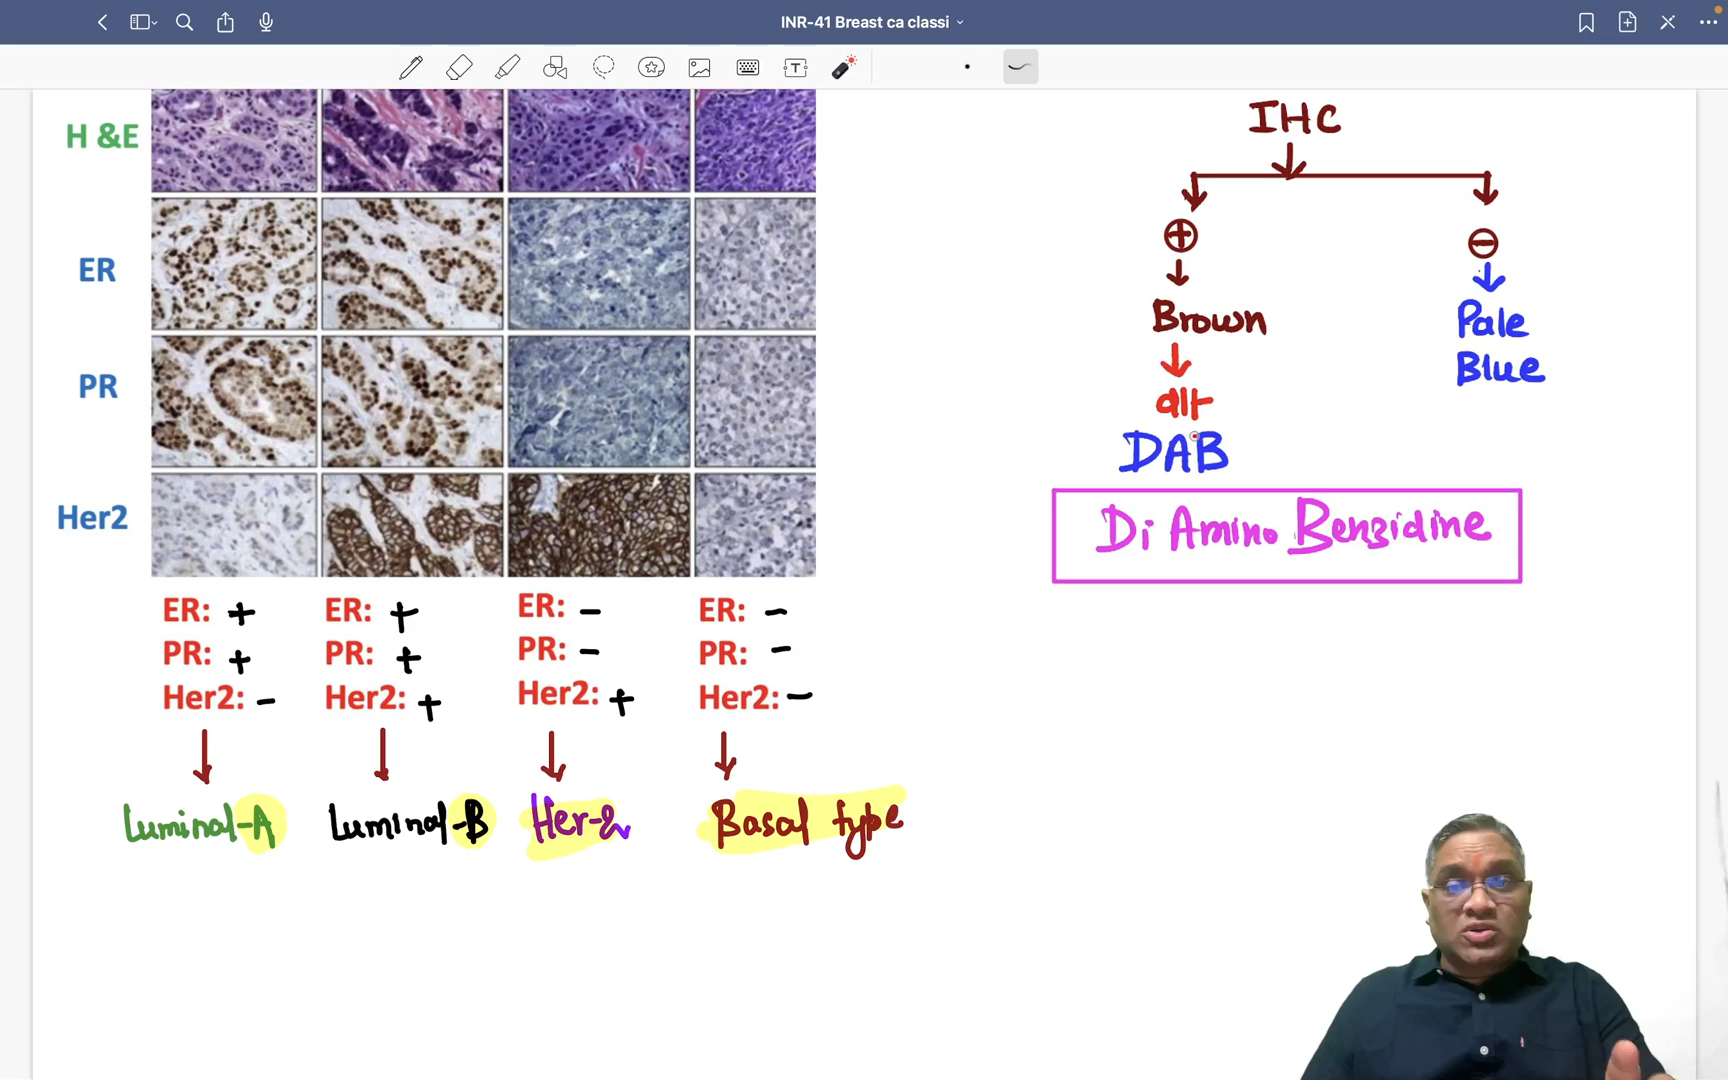 INR-41 Breast ca classi
H &E
ER
PR
Her2
ER: +
PR: +
Her2: -
ER: +
PR: +
Her2: +
ER: -
PR: -
Her2: +
ER: -
PR: -
Her2: -
Luminal-A
Luminal-B
Her-2
Basal type
IHC
+
Brown
d/t
DAB
Di Amino Benzidine
-
Pale
Blue